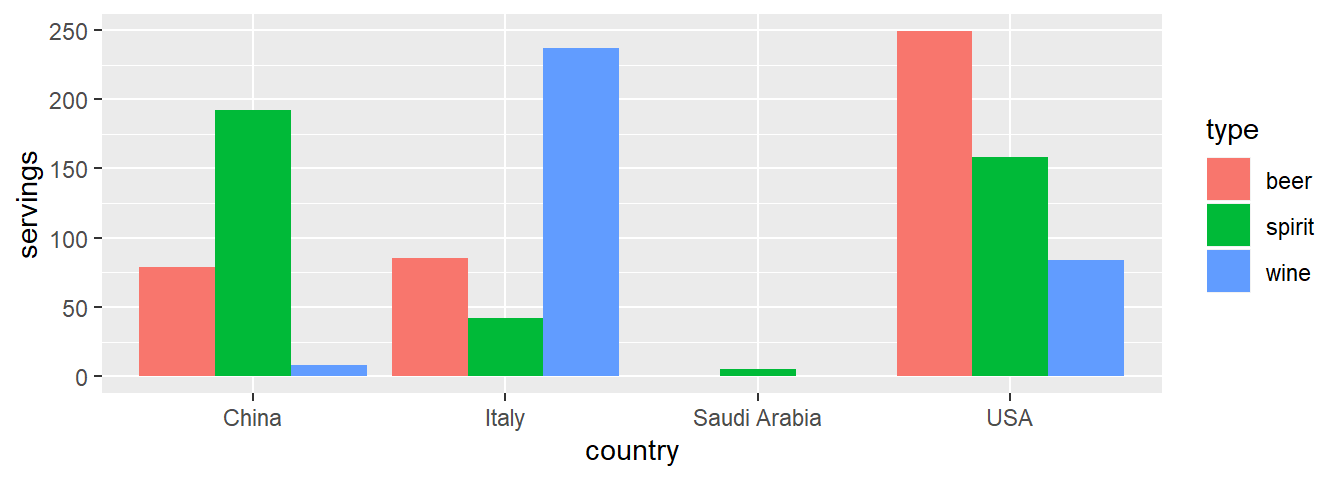 servings
250
200
150
100
50
0
China Italy Saudi Arabia USA
country
type
beer
spirit
wine